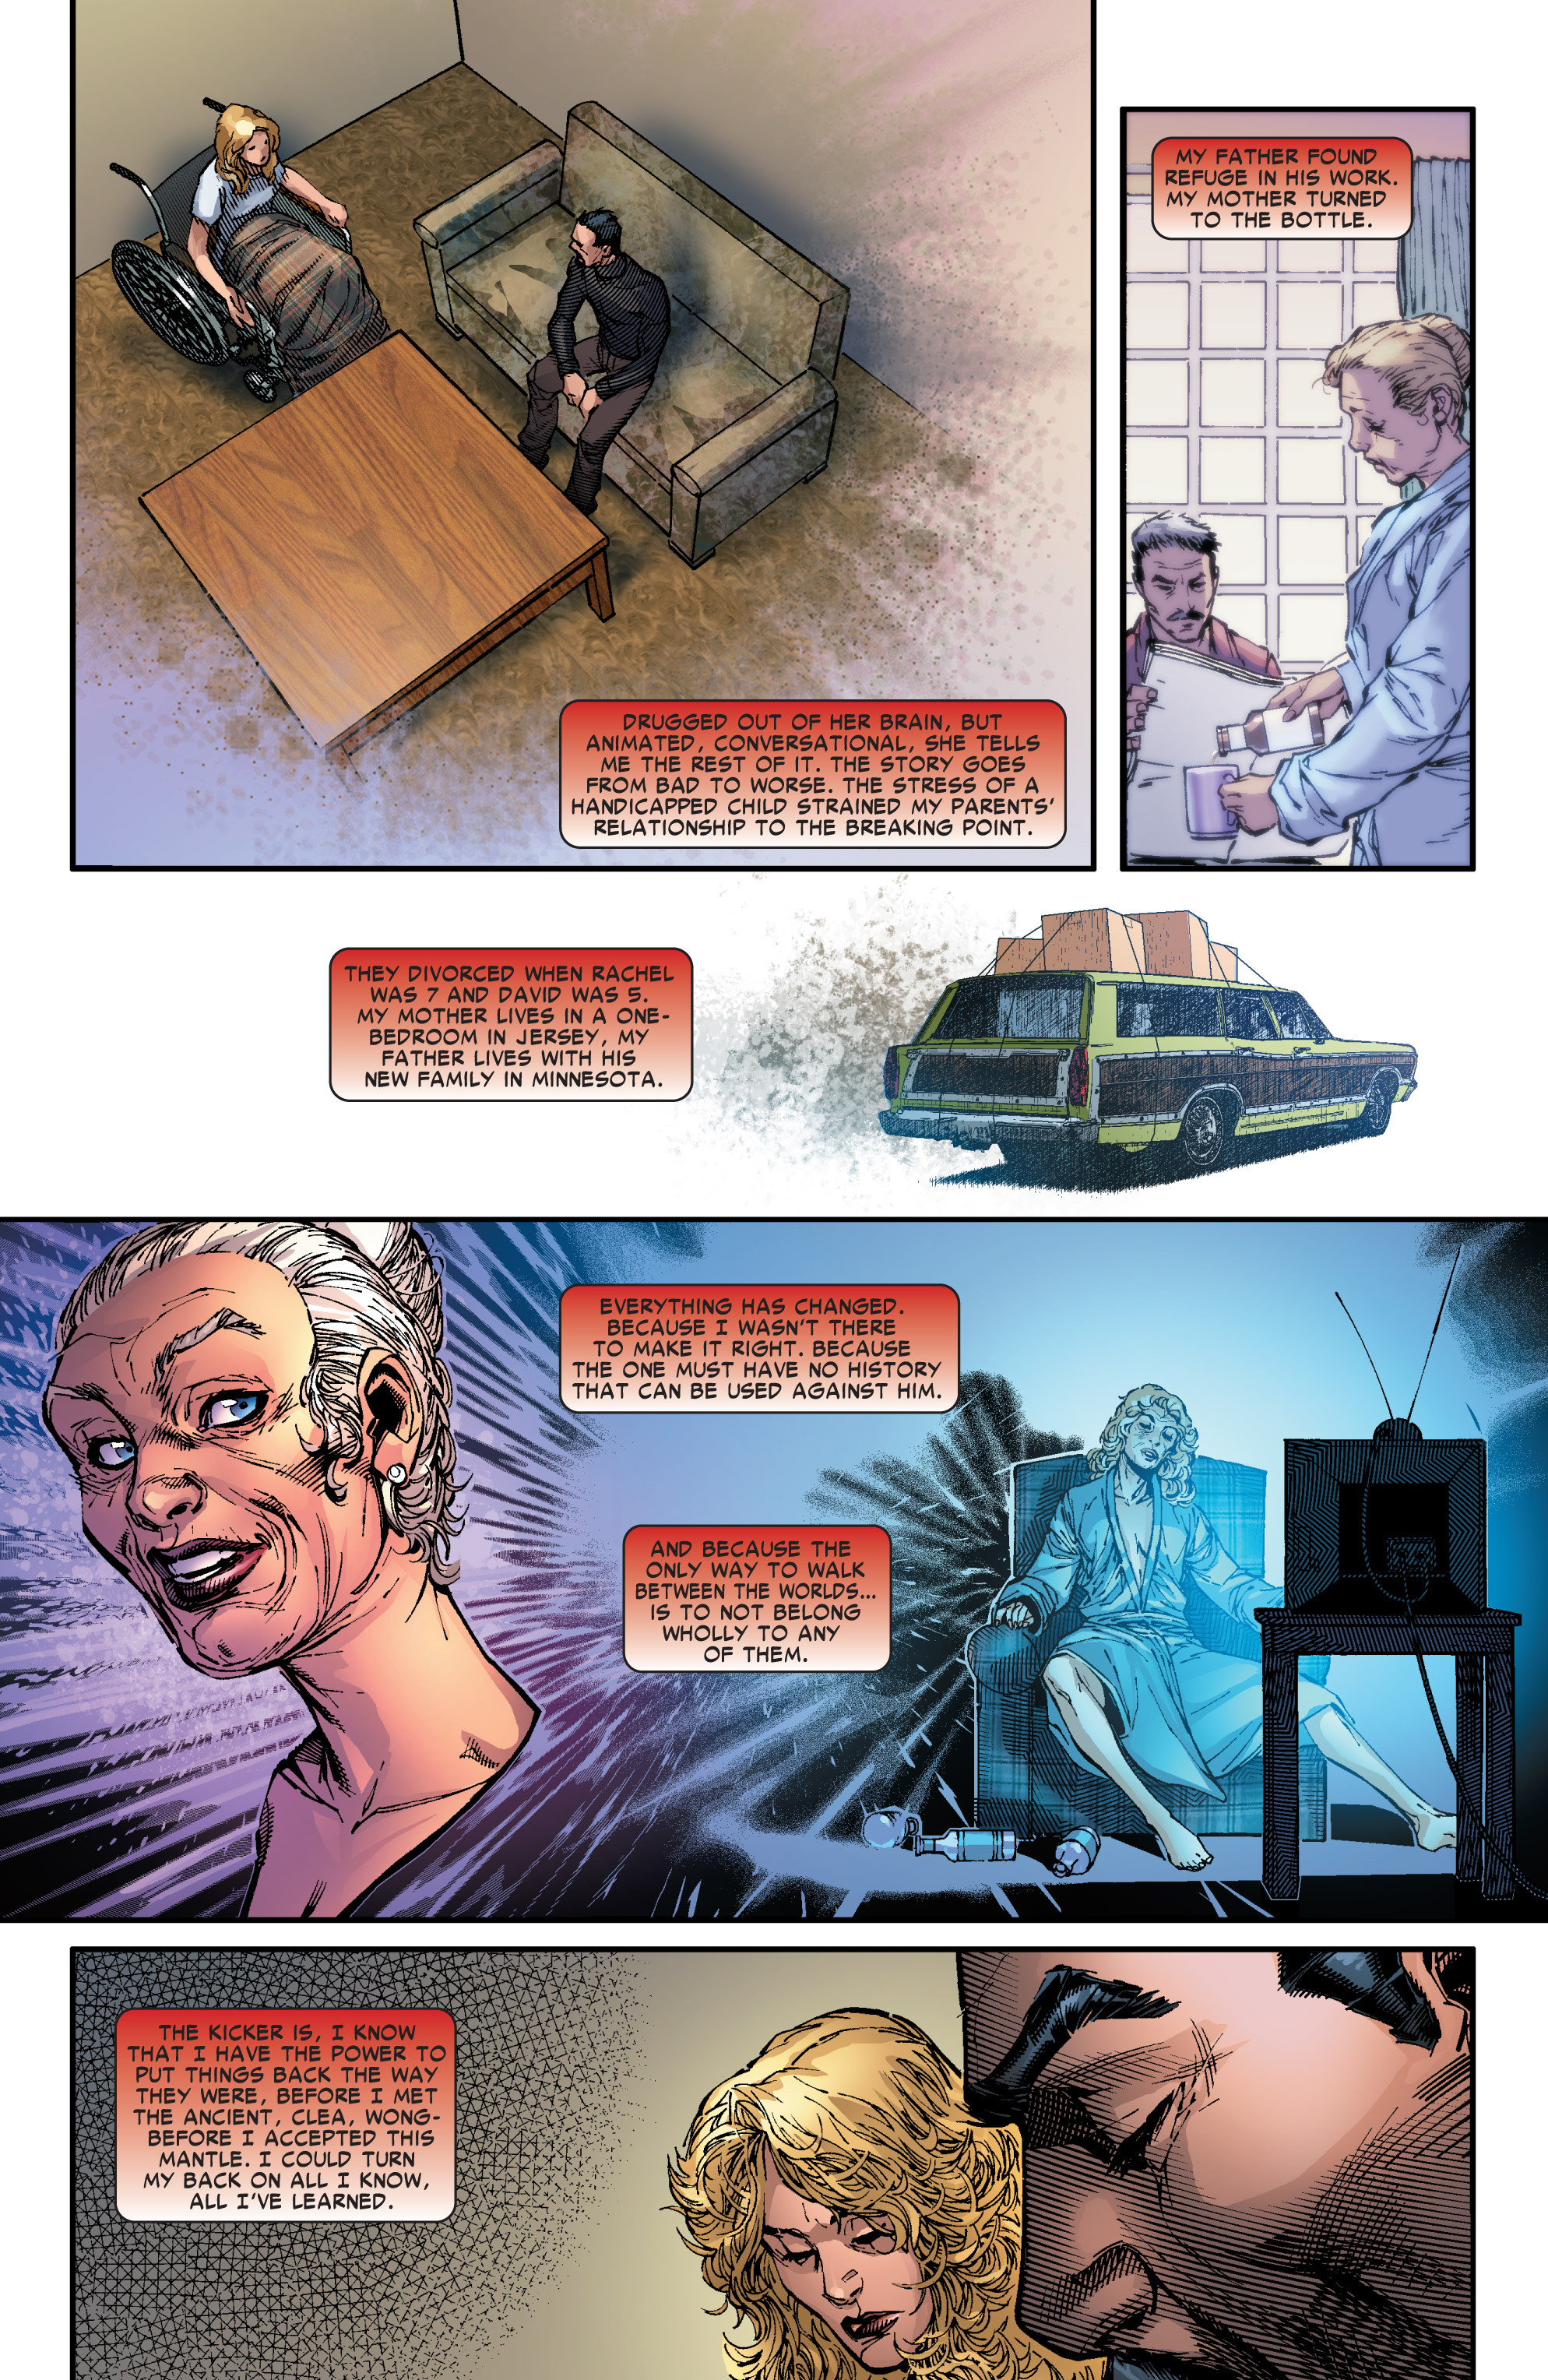 MY FATHER FOUND
REFUGE IN HIS WORK.
MY MOTHER TURNED
TO THE BOTTLE.
DRUGGED OUT OF HER BRAIN, BUT
ANIMATED, CONVERSATIONAL, SHE TELLS
ME THE REST OF IT. THE STORY GOES
FROM BAD TO WORSE. THE STRESS OF A
HANDICAPPED CHILD STRAINED MY PARENTS'
RELATIONSHIP TO THE BREAKING POINT.
THEY DIVORCED WHEN RACHEL
WAS 7 AND DAVID WAS 5.
MY MOTHER LIVES IN A ONE-
BEDROOM IN JERSEY, MY
FATHER LIVES WITH HIS
NEW FAMILY IN MINNESOTA.
EVERYTHING HAS CHANGED.
BECAUSE I WASN'T THERE
TO MAKE IT RIGHT. BECAUSE
THE ONE MUST HAVE NO HISTORY
THAT CAN BE USED AGAINST HIM.
AND BECAUSE THE
ONLY WAY TO WALK
BETWEEN THE WORLDS...
IS TO NOT BELONG
WHOLLY TO ANY
OF THEM.
THE KICKER IS, I KNOW
THAT I HAVE THE POWER TO
PUT THINGS BACK THE WAY
THEY WERE, BEFORE I MET
THE ANCIENT, CLEA, WONG-
BEFORE I ACCEPTED THIS
MANTLE. I COULD TURN
MY BACK ON ALL I KNOW,
ALL I'VE LEARNED.